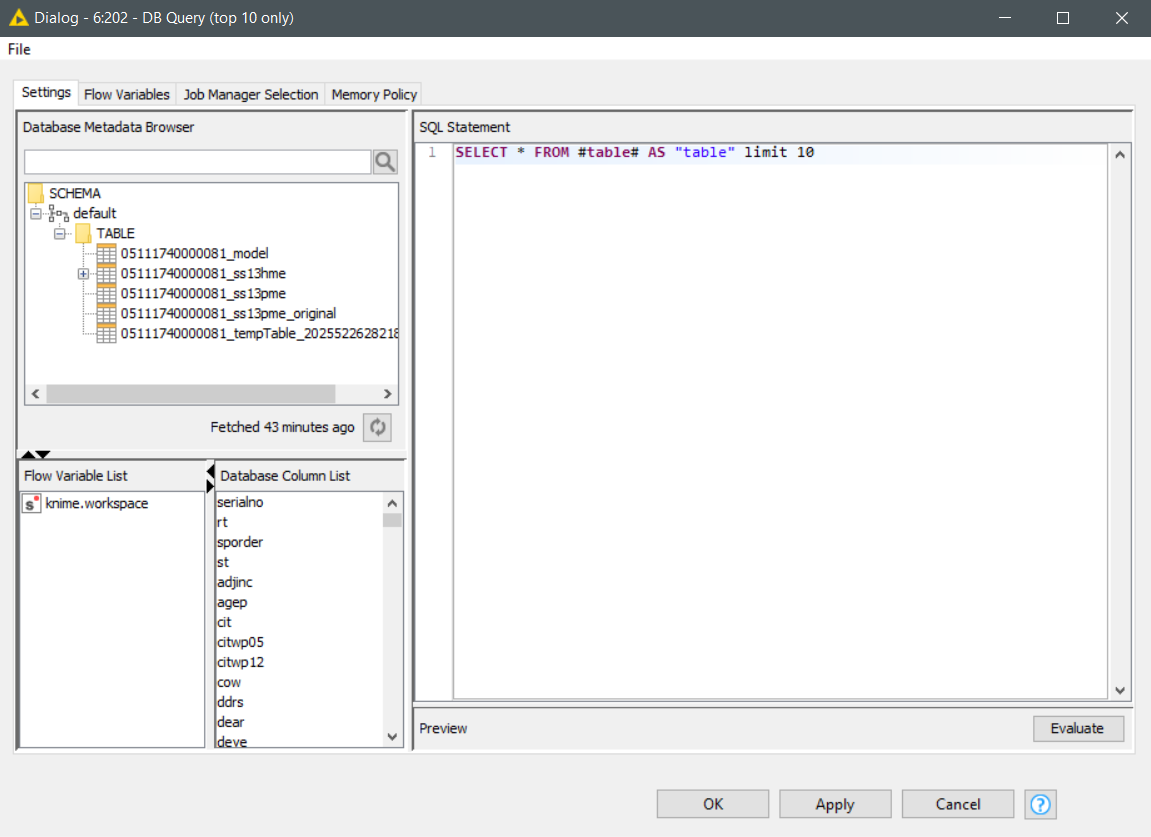 Dialog - 6:202 - DB Query (top 10 only)
File
Settings
Flow Variables
Job Manager Selection
Memory Policy
Database Metadata Browser
SCHEMA
default
TABLE
05111740000081_model
05111740000081_ss13hme
05111740000081_ss13pme
05111740000081_ss13pme_original
05111740000081_tempTable_2025522628218
Fetched 43 minutes ago
Flow Variable List
s knime.workspace
Database Column List
serialno
rt
sporder
st
adjinc
agep
cit
citwp05
citwp12
cow
ddrs
dear
deve
SQL Statement
1 SELECT * FROM #table# AS "table" limit 10
Preview
Evaluate
OK
Apply
Cancel
?